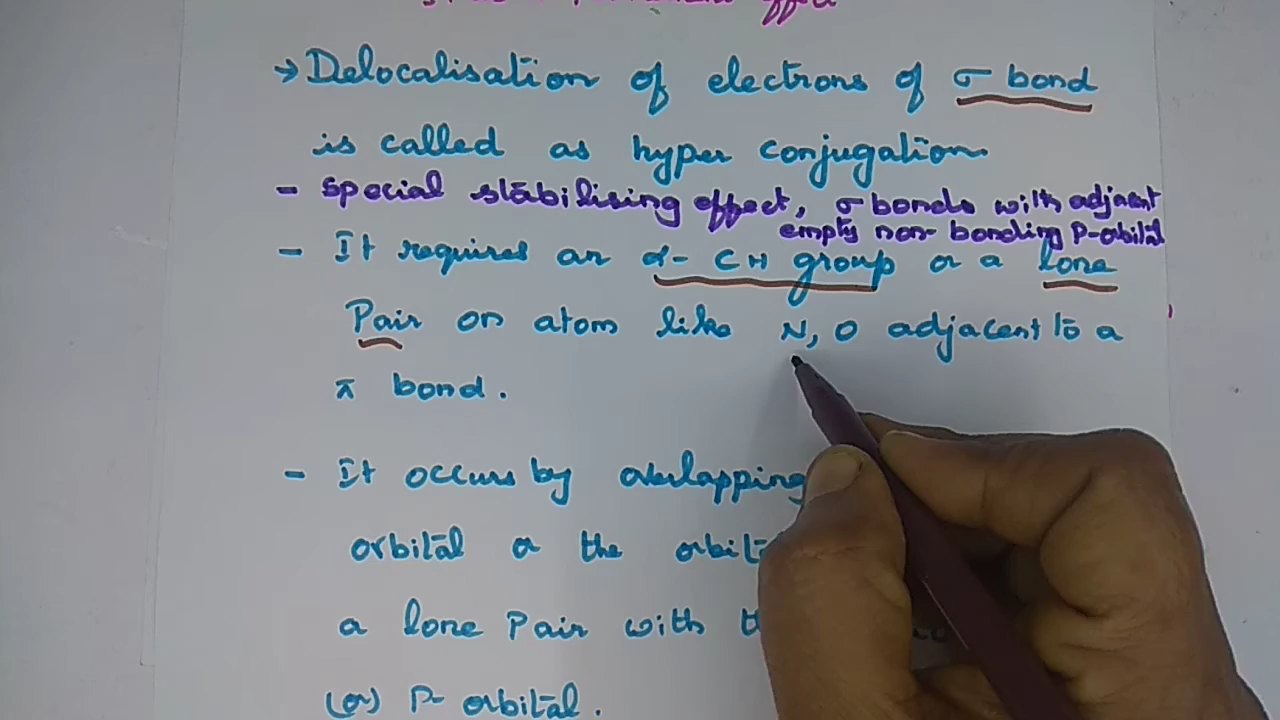 → Delocalisation of electrons of σ bond
is called as hyper conjugation.
- Special stabilising effect, σ bonds with adjacent
empty non-bonding P-orbital
- It requires an α-CH group or a lone
Pair on atom like N, O adjacent to a
π bond.
- It occurs by overlapping
orbital or the
a lone Pair with
(or) P-orbital.